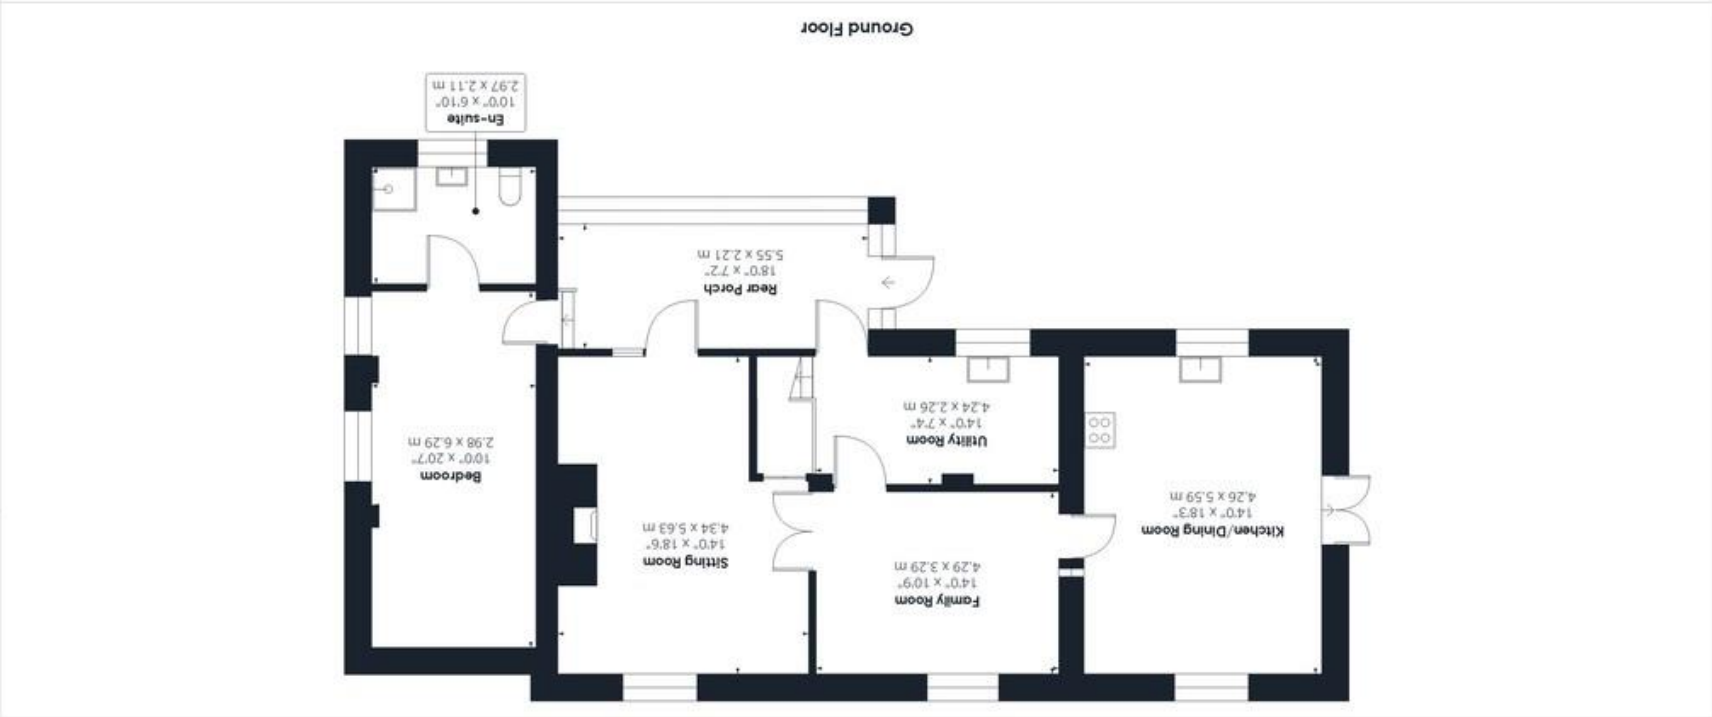 Family Room
14'0" x 10'9"
4.29 x 3.29 m
Sitting Room
14'0" x 18'6"
4.34 x 5.63 m
Kitchen/Dining Room
14'0" x 18'3"
4.26 x 5.59 m
Bedroom
10'0" x 20'7"
2.98 x 6.29 m
Utility Room
14'0" x 7'4"
4.24 x 2.26 m
Rear Porch
18'0" x 7'2"
5.55 x 2.21 m
En-suite
10'0" x 6'10"
2.97 x 2.11 m
Ground Floor